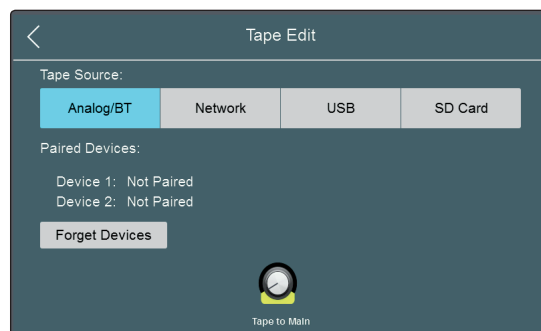 Tape Edit
Tape Source:
Analog/BT Network USB SD Card
Paired Devices:
Device 1: Not Paired
Device 2: Not Paired
Forget Devices
Tape to Main